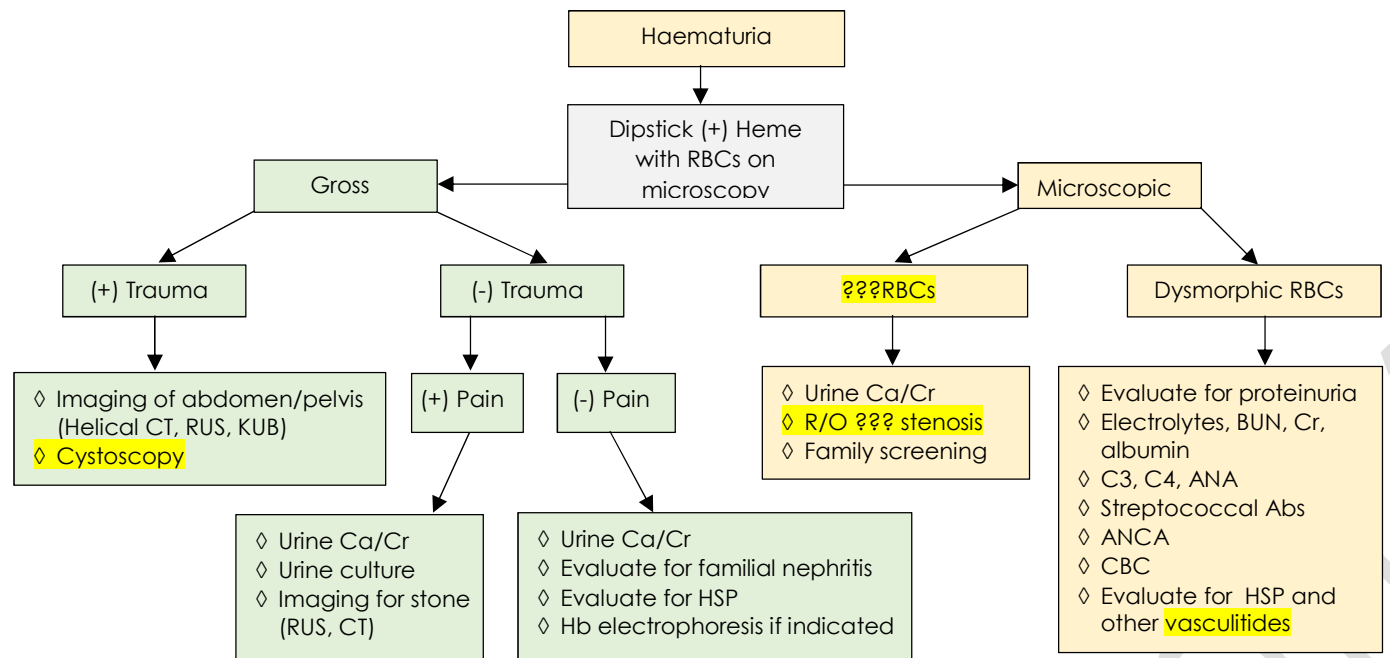 Haematuria
Dipstick (+) Heme
with RBCs on
microscopy
Gross
Microscopic
(+) Trauma
(-) Trauma
???RBCs
Dysmorphic RBCs
◊ Imaging of abdomen/pelvis
(Helical CT, RUS, KUB)
◊ Cystoscopy
(+) Pain
(-) Pain
◊ Urine Ca/Cr
◊ R/O ??? stenosis
◊ Family screening
◊ Evaluate for proteinuria
◊ Electrolytes, BUN, Cr,
albumin
◊ C3, C4, ANA
◊ Streptococcal Abs
◊ ANCA
◊ CBC
◊ Evaluate for HSP and
other vasculitides
◊ Urine Ca/Cr
◊ Urine culture
◊ Imaging for stone
(RUS, CT)
◊ Urine Ca/Cr
◊ Evaluate for familial nephritis
◊ Evaluate for HSP
◊ Hb electrophoresis if indicated